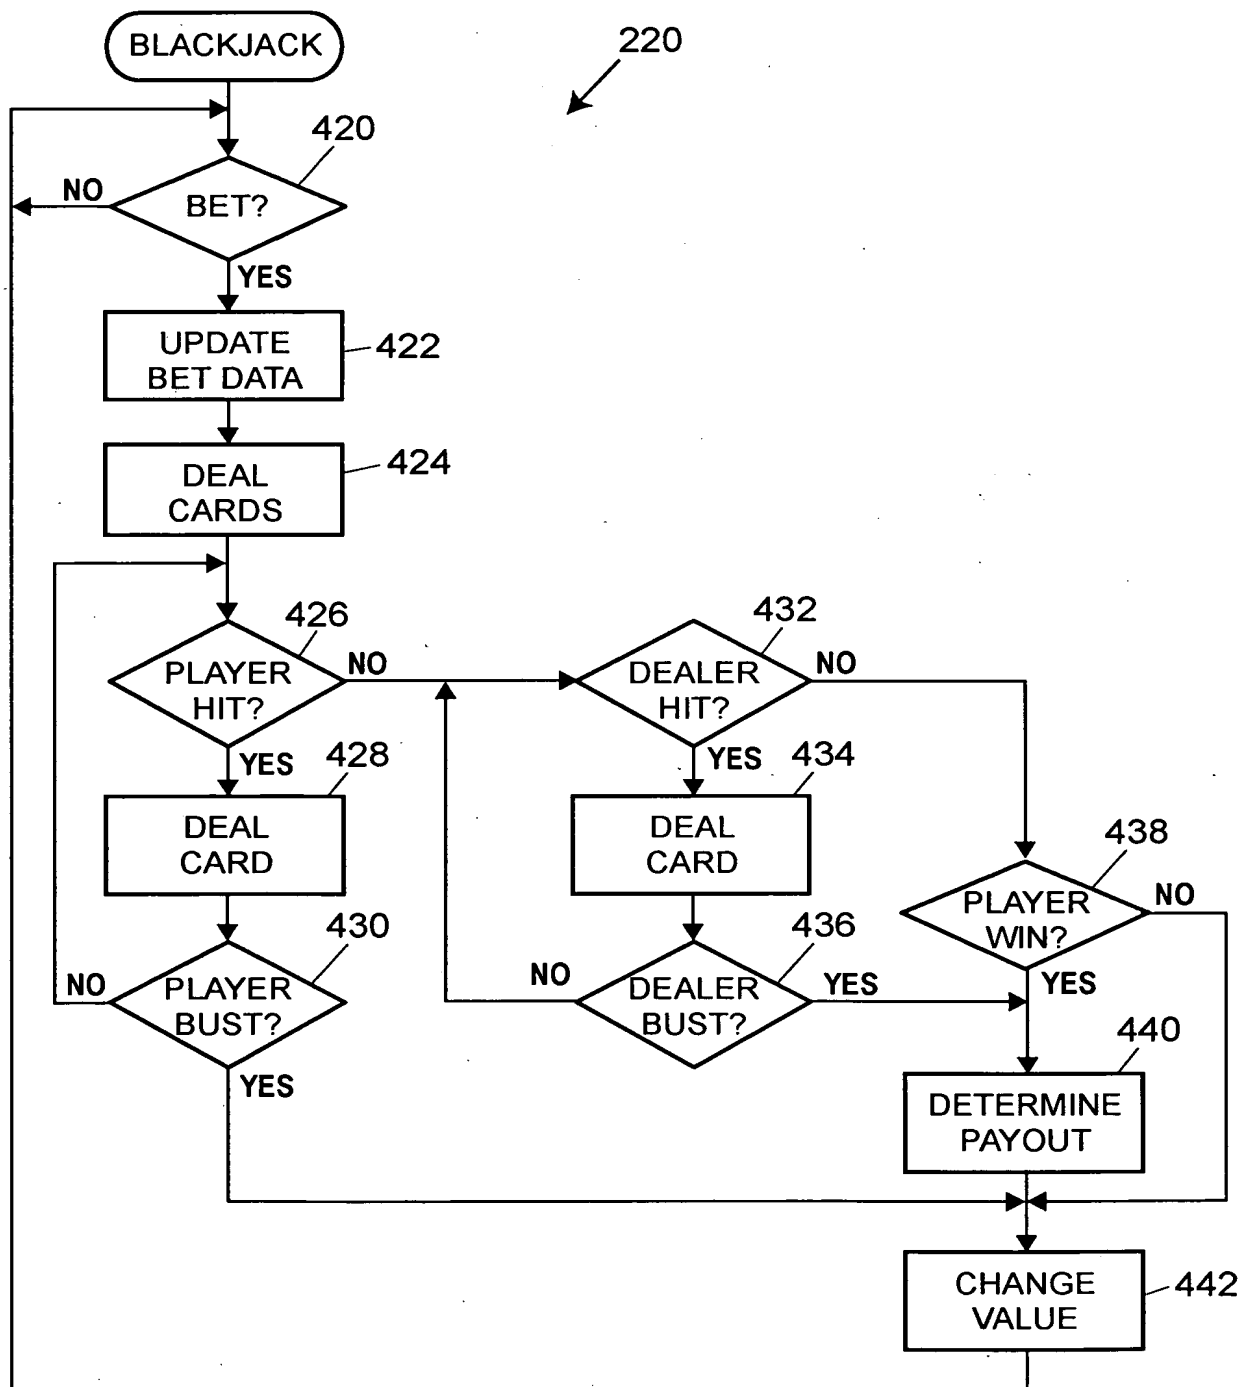 BLACKJACK
220
420
NO
BET?
YES
UPDATE
BET DATA
422
DEAL
CARDS
424
426
PLAYER
HIT?
NO
YES
428
DEAL
CARD
430
NO
PLAYER
BUST?
YES
432
DEALER
HIT?
NO
YES
434
DEAL
CARD
436
NO
DEALER
BUST?
YES
438
PLAYER
WIN?
NO
YES
440
DETERMINE
PAYOUT
CHANGE
VALUE
442